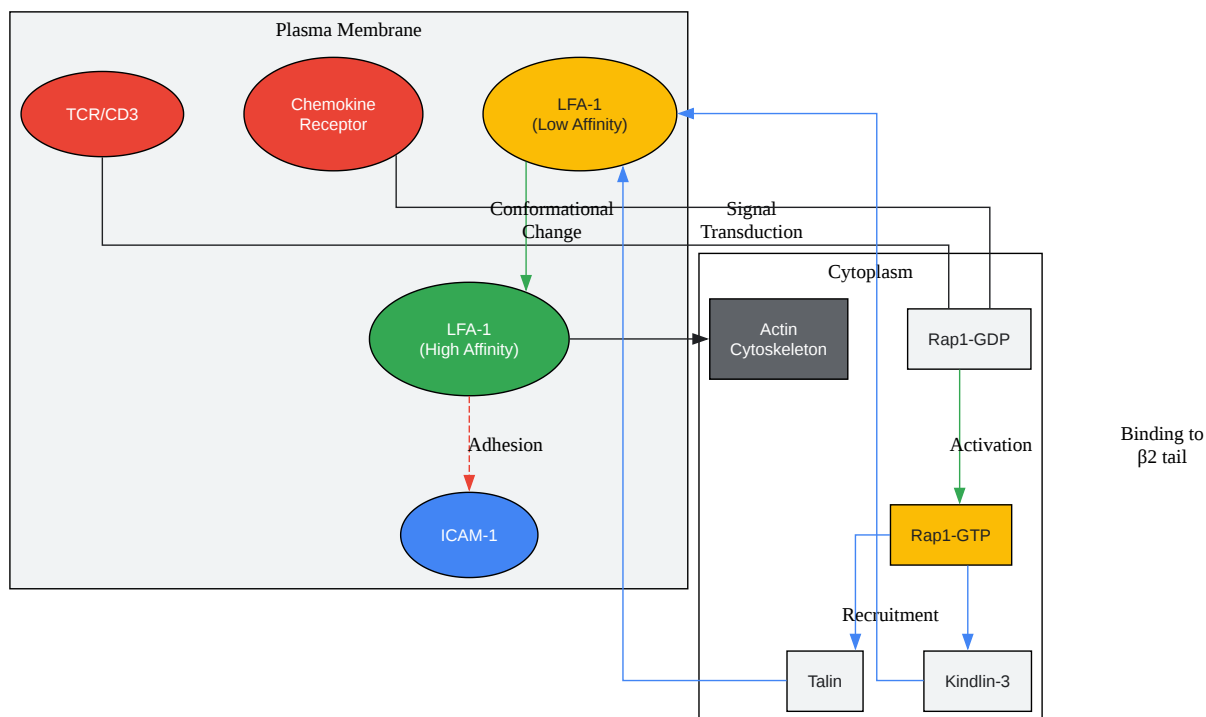 Plasma Membrane
TCR/CD3
Chemokine
Receptor
LFA-1
(Low Affinity)
Conformational
Change
Signal
Transduction
Cytoplasm
LFA-1
(High Affinity)
Actin
Cytoskeleton
Rap1-GDP
Adhesion
Activation
Binding to
β2 tail
ICAM-1
Rap1-GTP
Recruitment
Talin
Kindlin-3